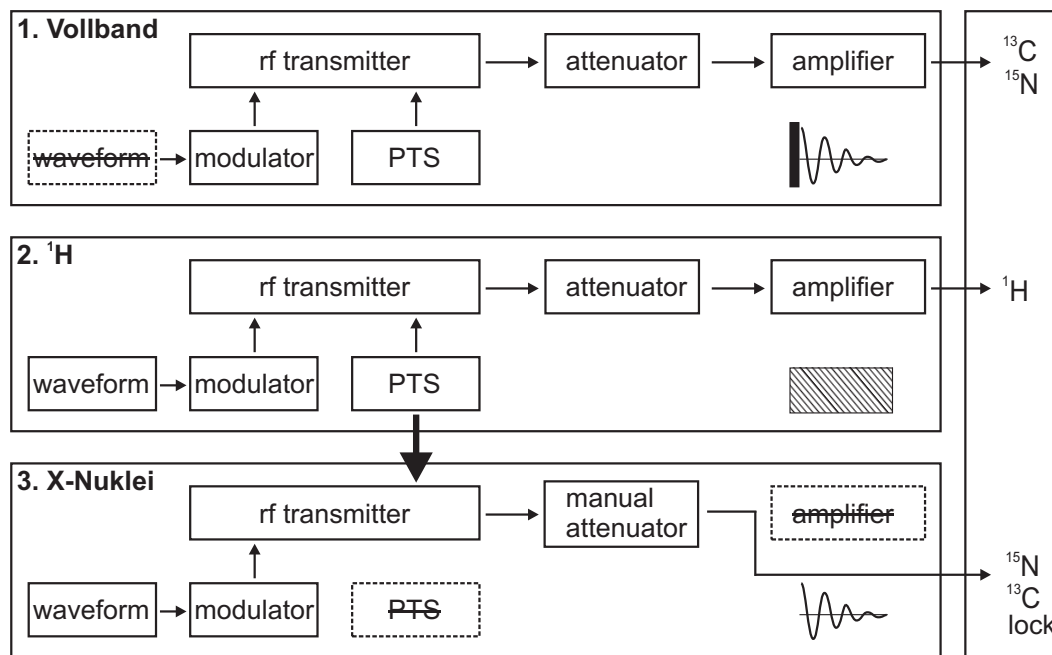 1. Vollband
rf transmitter
attenuator
amplifier
¹³C
¹⁵N
waveform
modulator
PTS
2. ¹H
rf transmitter
attenuator
amplifier
¹H
waveform
modulator
PTS
3. X-Nuklei
rf transmitter
manual
attenuator
amplifier
waveform
modulator
PTS
¹⁵N
¹³C
lock